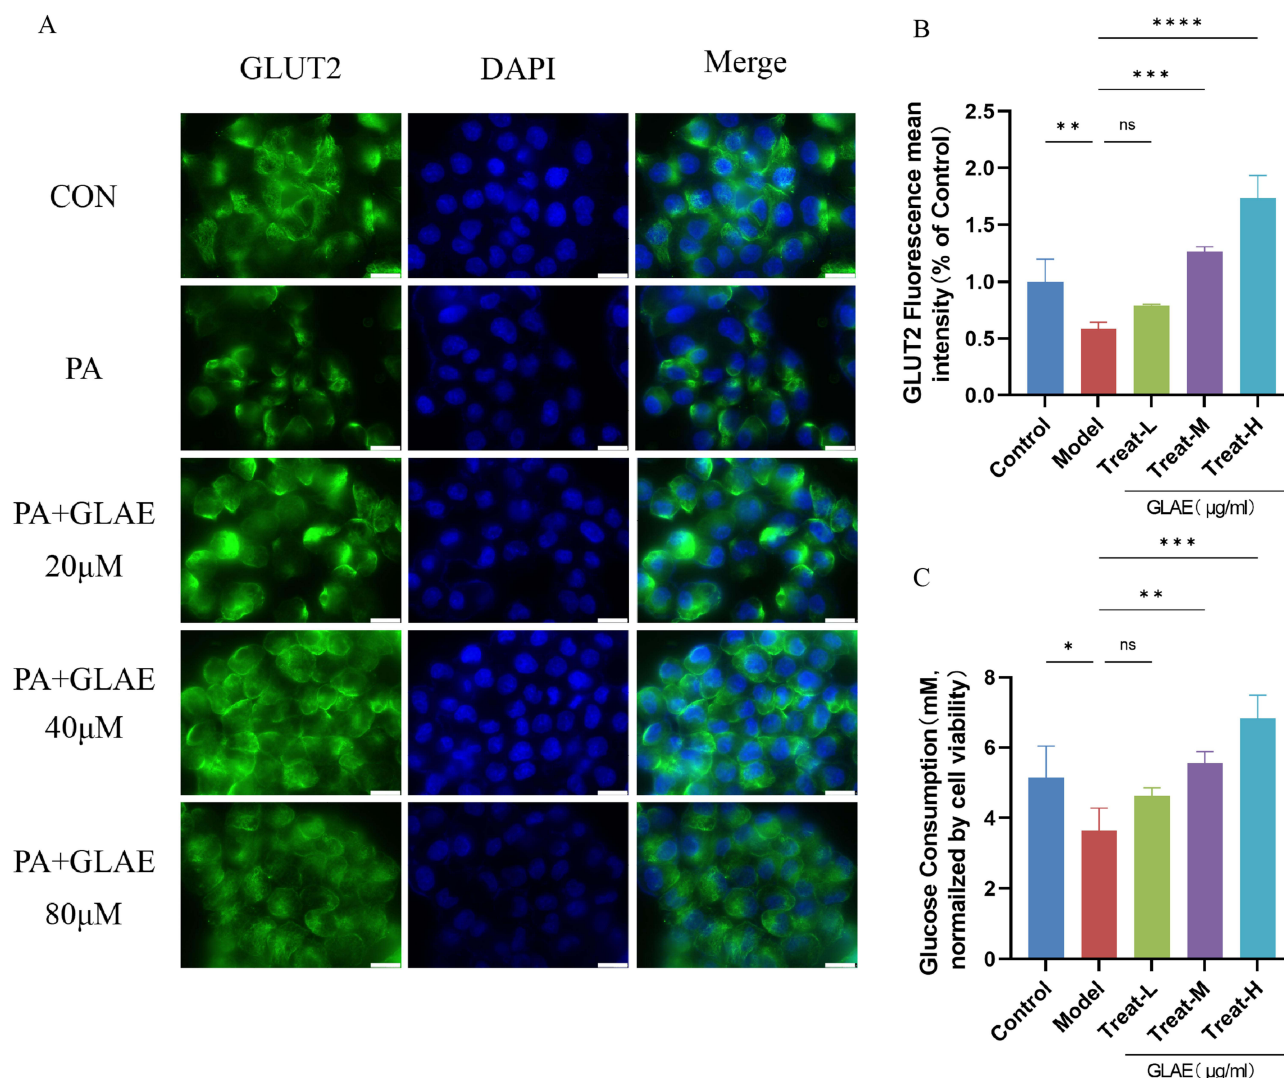 A
GLUT2
DAPI
Merge
CON
PA
PA+GLAE
20μM
PA+GLAE
40μM
PA+GLAE
80μM
B
****
***
**
ns
GLUT2 Fluorescence mean
intensity(% of Control)
2.5
2.0
1.5
1.0
0.5
0.0
Control
Model
Treat-L
Treat-M
Treat-H
GLAE( μg/ml)
C
***
**
*
ns
Glucose Consumption(mM,
normailzed by cell viability)
8
6
4
2
0
Control
Model
Treat-L
Treat-M
Treat-H
GLAE( μg/ml)